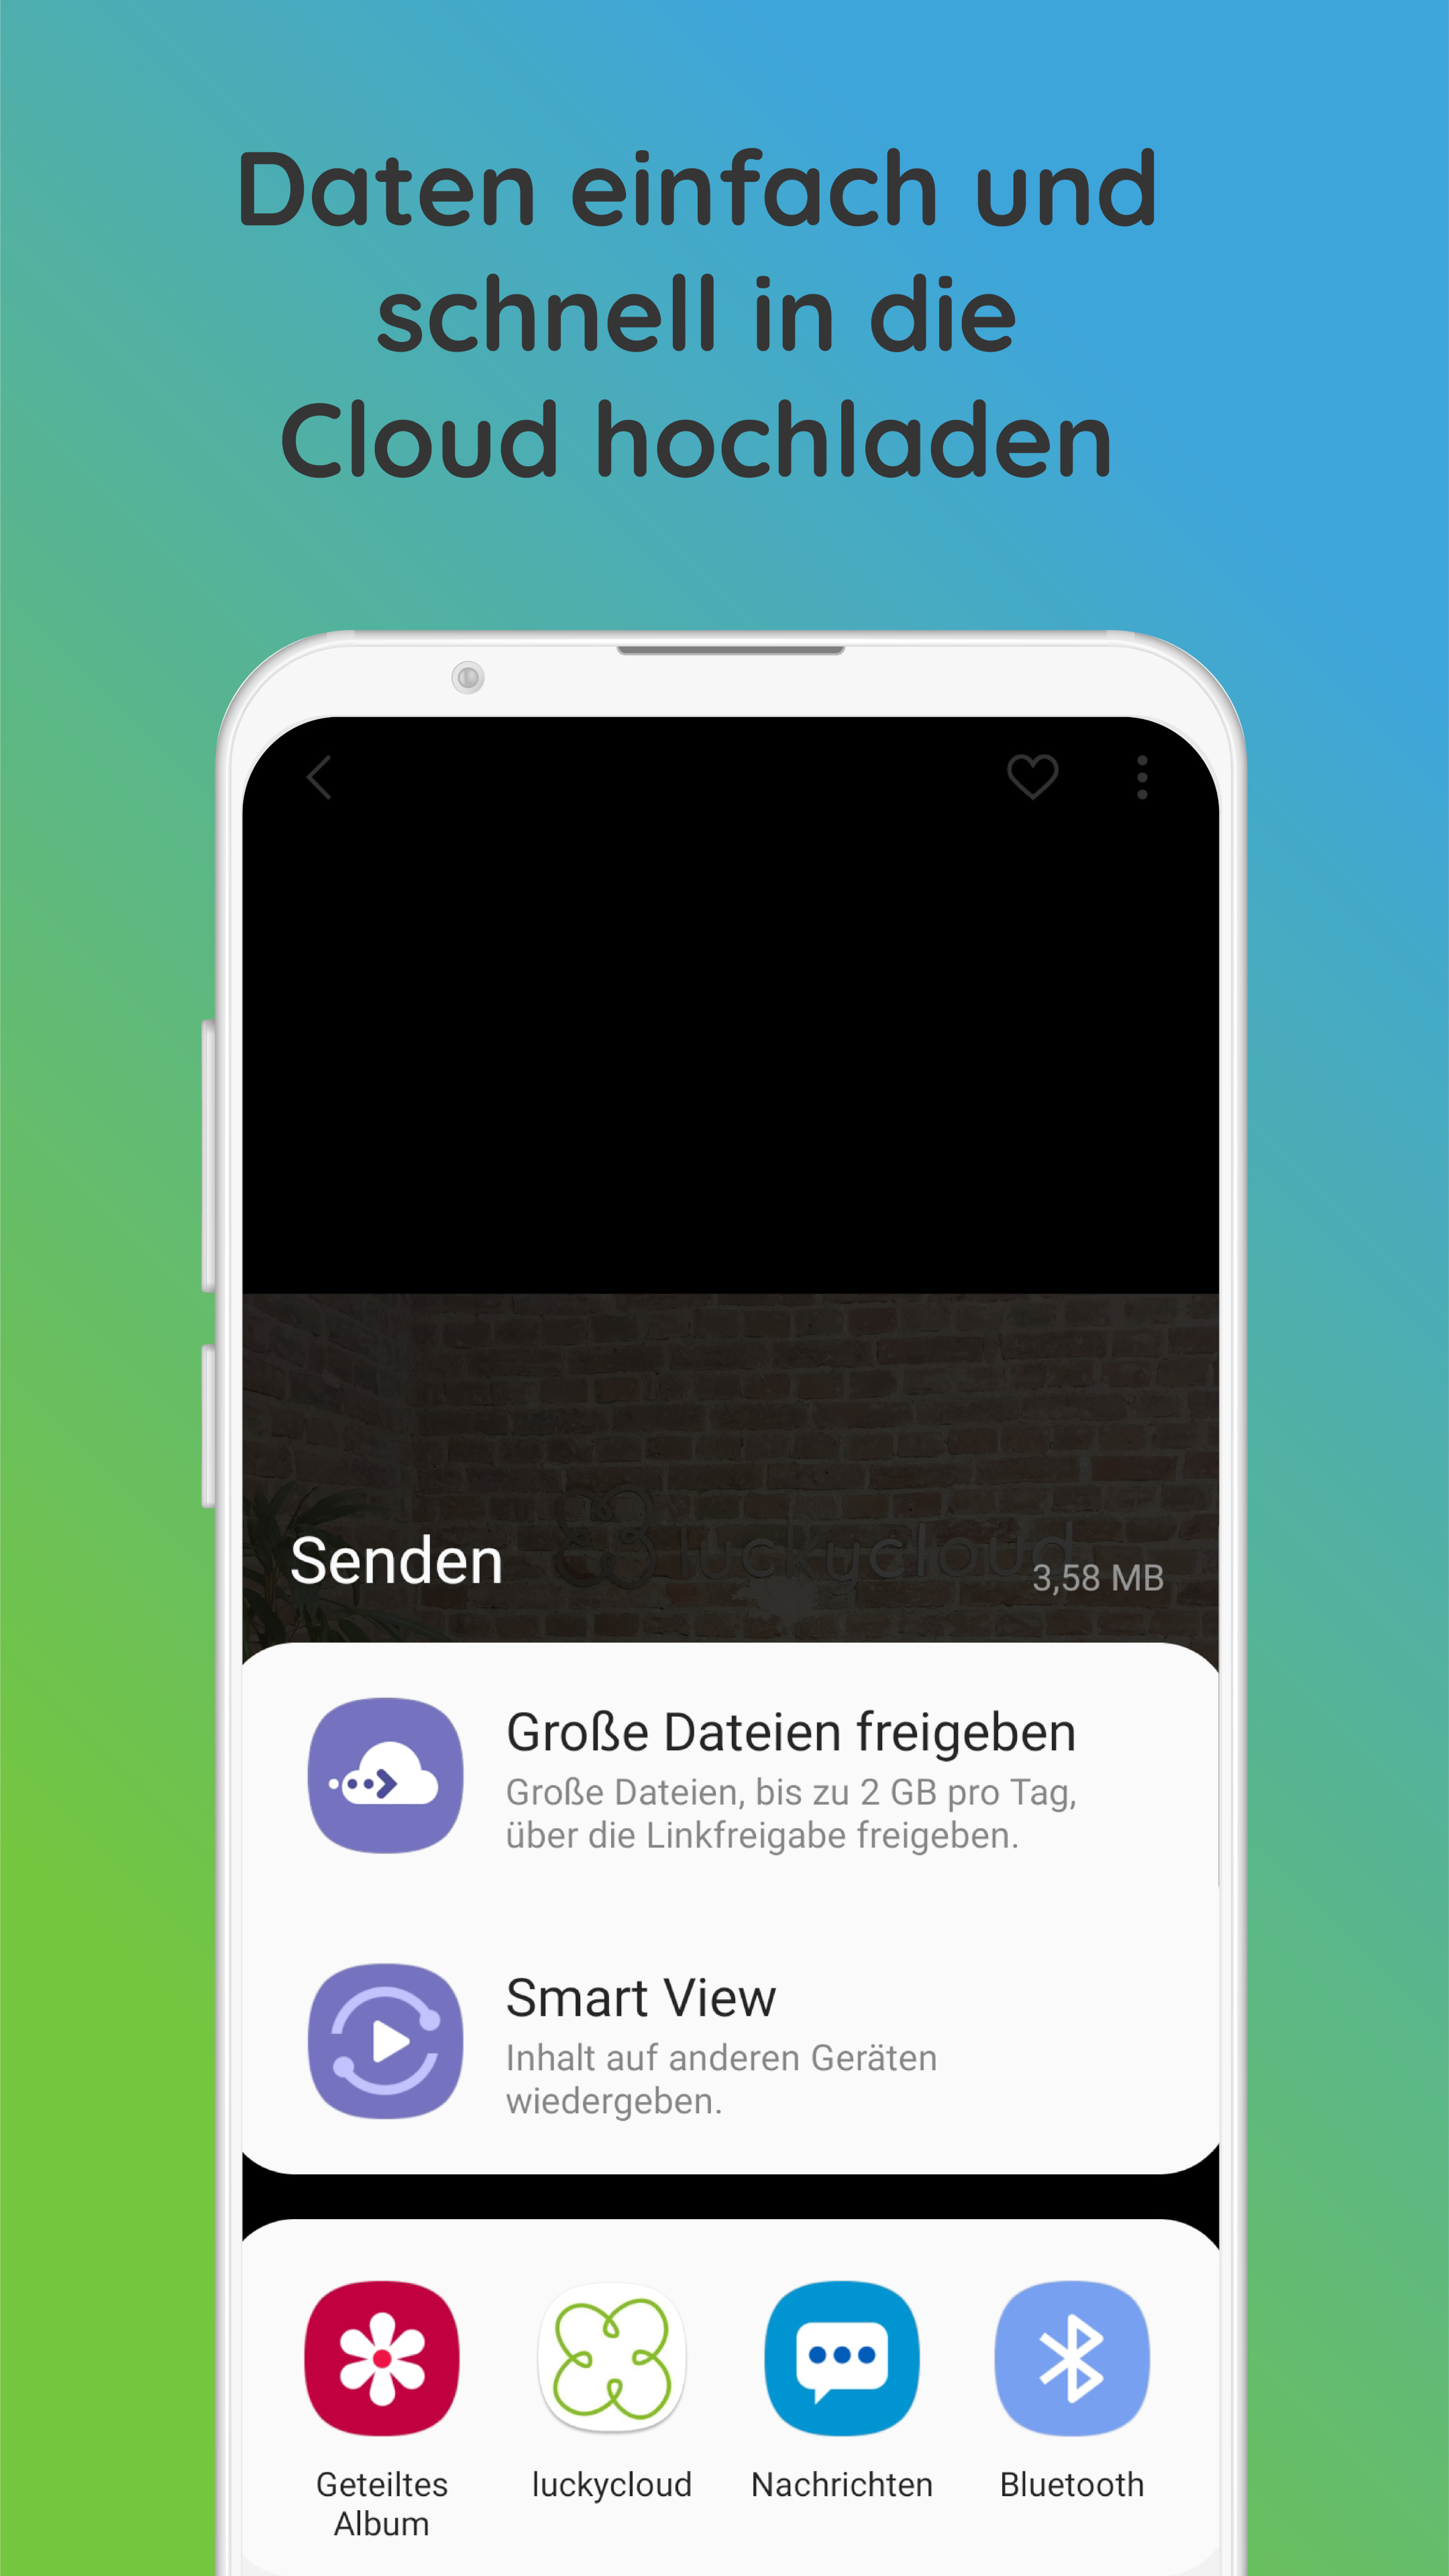 Daten einfach und
schnell in die
Cloud hochladen
luckycloud
Senden
3,58 MB
Große Dateien freigeben
Große Dateien, bis zu 2 GB pro Tag,
über die Linkfreigabe freigeben.
Smart View
Inhalt auf anderen Geräten
wiedergeben.
Geteiltes
Album
luckycloud
Nachrichten
Bluetooth